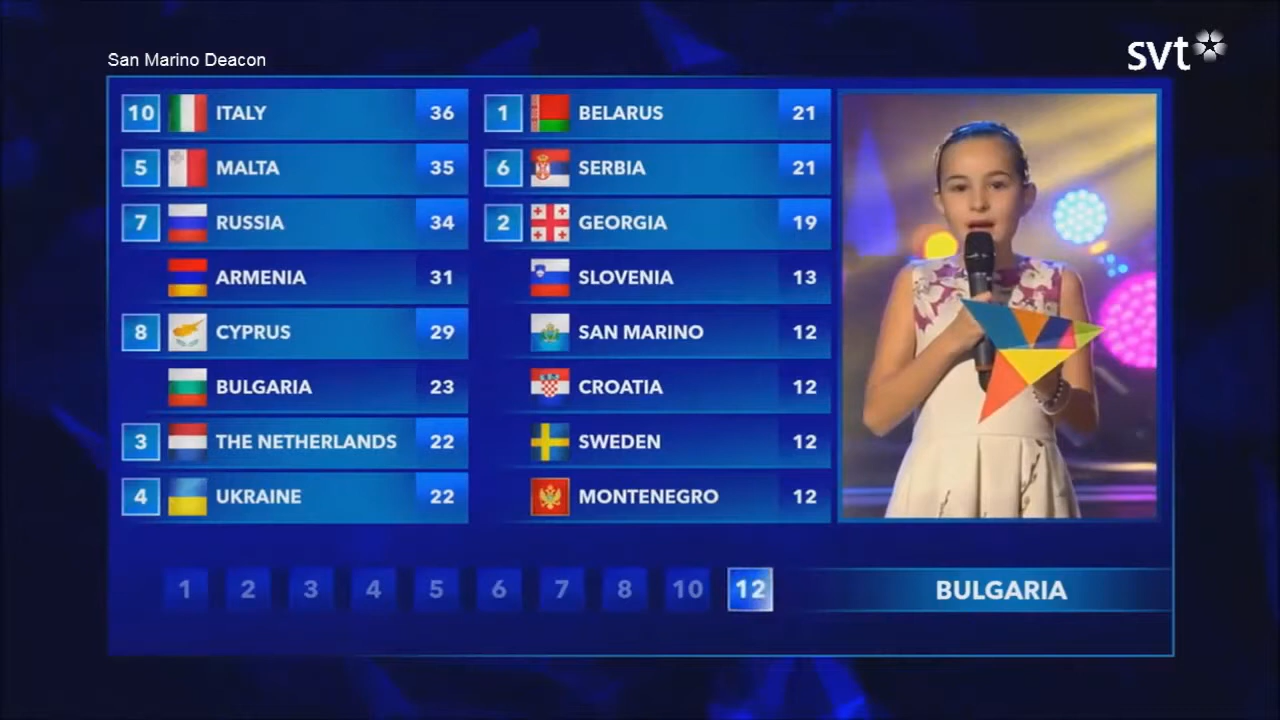 San Marino Deacon
svt
10 ITALY 36
5 MALTA 35
7 RUSSIA 34
ARMENIA 31
8 CYPRUS 29
BULGARIA 23
3 THE NETHERLANDS 22
4 UKRAINE 22
1 BELARUS 21
6 SERBIA 21
2 GEORGIA 19
SLOVENIA 13
SAN MARINO 12
CROATIA 12
SWEDEN 12
MONTENEGRO 12
1 2 3 4 5 6 7 8 10 12
BULGARIA